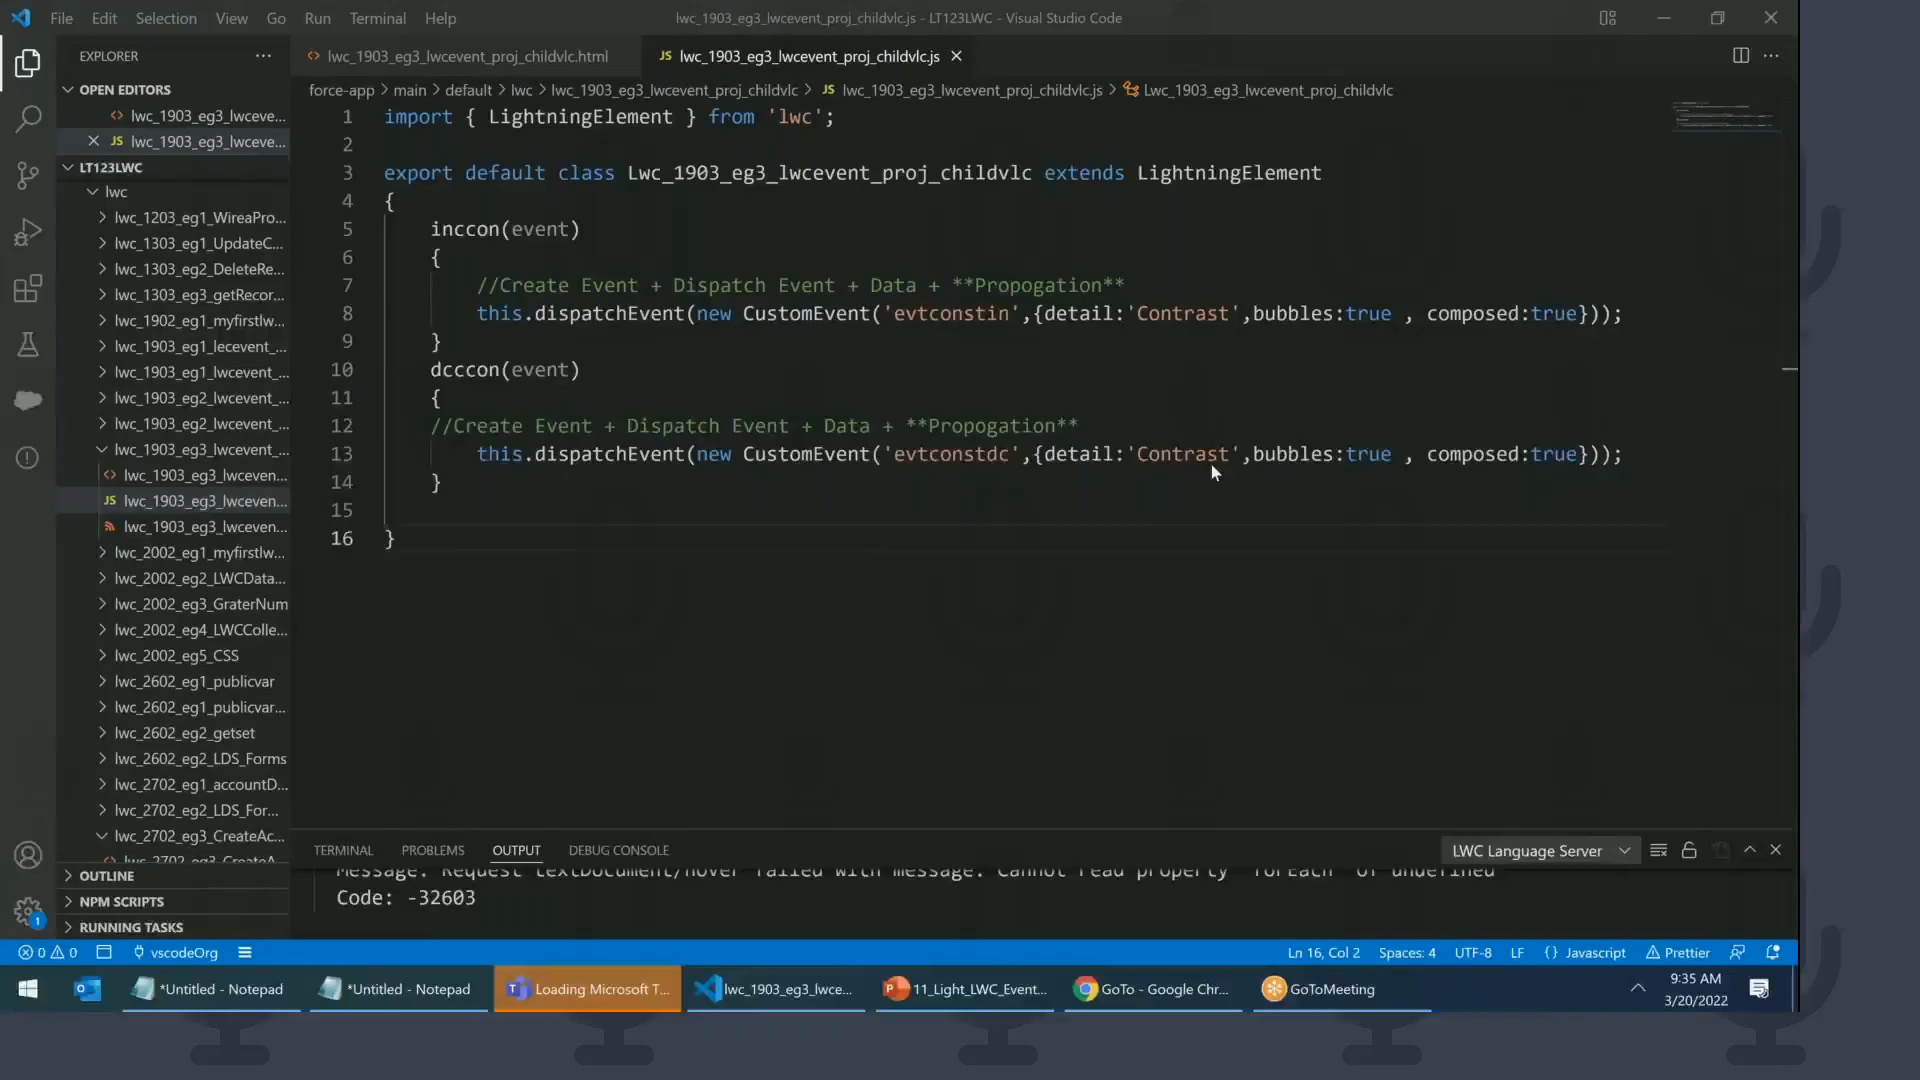 File Edit Selection View Go Run Terminal Help
lwc_1903_eg3_lwcevent_proj_childvlc.js - LT123LWC - Visual Studio Code
EXPLORER
OPEN EDITORS
lwc_1903_eg3_lwceve...
JS lwc_1903_eg3_lwceve...
LT123LWC
lwc
lwc_1203_eg1_WireaPro...
lwc_1303_eg1_UpdateC...
lwc_1303_eg2_DeleteRe...
lwc_1303_eg3_getRecor...
lwc_1902_eg1_myfirstlw...
lwc_1903_eg1_lecevent_...
lwc_1903_eg1_lwcevent_...
lwc_1903_eg2_lwcevent_...
lwc_1903_eg2_lwcevent_...
lwc_1903_eg3_lwcevent_...
lwc_1903_eg3_lwceven...
JS lwc_1903_eg3_lwceven...
lwc_1903_eg3_lwceven...
lwc_2002_eg1_myfirstlw...
lwc_2002_eg2_LWCData...
lwc_2002_eg3_GraterNum
lwc_2002_eg4_LWCColle...
lwc_2002_eg5_CSS
lwc_2602_eg1_publicvar
lwc_2602_eg1_publicvar...
lwc_2602_eg2_getset
lwc_2602_eg2_LDS_Forms
lwc_2702_eg1_accountD...
lwc_2702_eg2_LDS_For...
lwc_2702_eg3_CreateAc...
lwc_2702_eg3_CreateA...
OUTLINE
NPM SCRIPTS
RUNNING TASKS
<> lwc_1903_eg3_lwcevent_proj_childvlc.html
JS lwc_1903_eg3_lwcevent_proj_childvlc.js
force-app > main > default > lwc > lwc_1903_eg3_lwcevent_proj_childvlc > JS lwc_1903_eg3_lwcevent_proj_childvlc.js > Lwc_1903_eg3_lwcevent_proj_childvlc
1 import { LightningElement } from 'lwc';
2
3 export default class Lwc_1903_eg3_lwcevent_proj_childvlc extends LightningElement
4 {
5 inccon(event)
6 {
7 //Create Event + Dispatch Event + Data + **Propogation**
8 this.dispatchEvent(new CustomEvent('evtconstin',{detail:'Contrast',bubbles:true , composed:true}));
9 }
10 dcccon(event)
11 {
12 //Create Event + Dispatch Event + Data + **Propogation**
13 this.dispatchEvent(new CustomEvent('evtconstdc',{detail:'Contrast',bubbles:true , composed:true}));
14 }
15
16 }
TERMINAL PROBLEMS OUTPUT DEBUG CONSOLE
LWC Language Server
Message: Request textDocument/hover failed with message: Cannot read property 'forEach' of undefined
Code: -32603
1
0 0 vscodeOrg
Ln 16, Col 2 Spaces: 4 UTF-8 LF {} Javascript Prettier
*Untitled - Notepad
*Untitled - Notepad
Loading Microsoft T...
lwc_1903_eg3_lwce...
11_Light_LWC_Event...
GoTo - Google Chr...
GoToMeeting
9:35 AM
3/20/2022